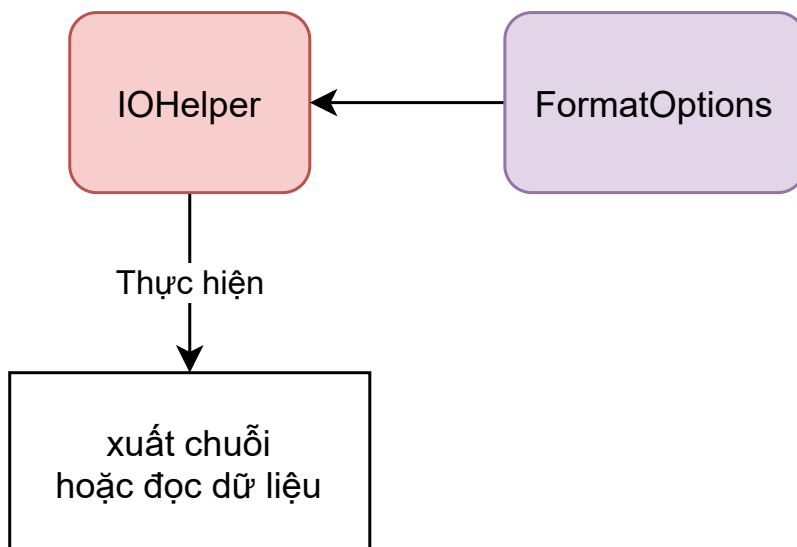 IOHelper
FormatOptions
Thực hiện
xuất chuỗi
hoặc đọc dữ liệu